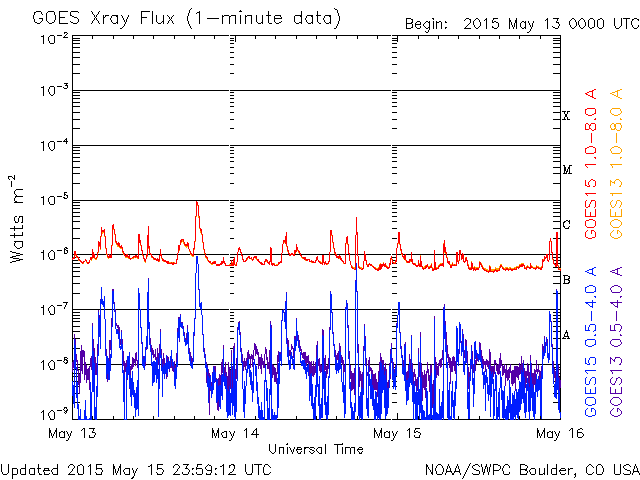 GOES Xray Flux (1-minute data)
Begin: 2015 May 13 0000 UTC
10-2
10-3
10-4
10-5
10-6
10-7
10-8
10-9
Watts m-2
X
M
C
B
A
GOES15 1.0-8.0 A
GOES13 1.0-8.0 A
GOES15 0.5-4.0 A
GOES13 0.5-4.0 A
May 13 May 14 May 15 May 16
Universal Time
Updated 2015 May 15 23:59:12 UTC
NOAA/SWPC Boulder, CO USA